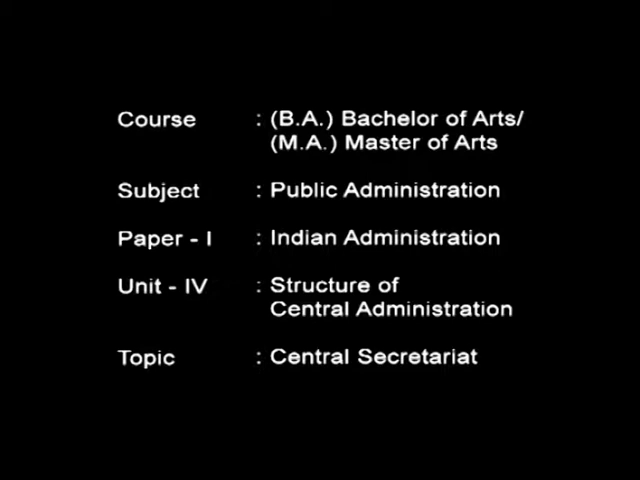 Course : (B.A.) Bachelor of Arts/
(M.A.) Master of Arts
Subject : Public Administration
Paper - I : Indian Administration
Unit - IV : Structure of
Central Administration
Topic : Central Secretariat